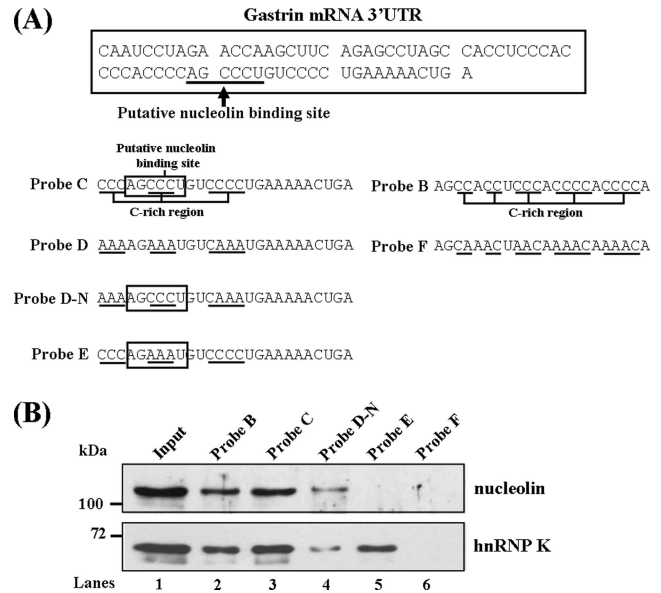 (A)
Gastrin mRNA 3'UTR
CAAUCCUAGA ACCAAGCUUC AGAGCCUAGC CACCUCCCAC
CCCACCCCAG CCCUGUCCCC UGAAAAACUG A
Putative nucleolin binding site
Putative nucleolin
binding site
Probe C CCCAGCCCUGUCCCCUGAAAAACUGA
C-rich region
Probe B AGCCACCUCCCACCCCACCCCA
C-rich region
Probe D AAAAGAAAUGUCAAAUGAAAAACUGA
Probe F AGCAAACUAACAAAACAAAACA
Probe D-N AAAAGCCCUGUCAAAUGAAAAACUGA
Probe E CCCAGAAAUGUCCCCUGAAAAACUGA
(B)
kDa Input Probe B Probe C Probe D-N Probe E Probe F
nucleolin
100
72
hnRNP K
Lanes 1 2 3 4 5 6